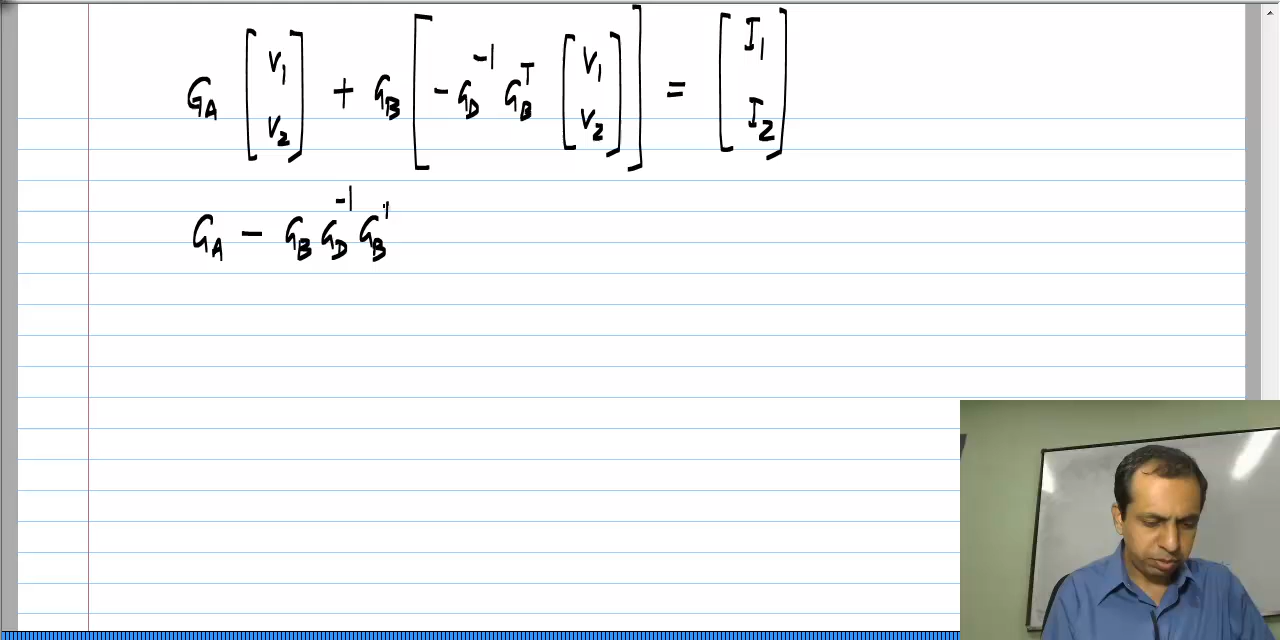 G_A [V_1 V_2] + G_B [-G_D^{-1} G_B^T [V_1 V_2]] = [I_1 I_2]
G_A - G_B G_D^{-1} G_B^{'}